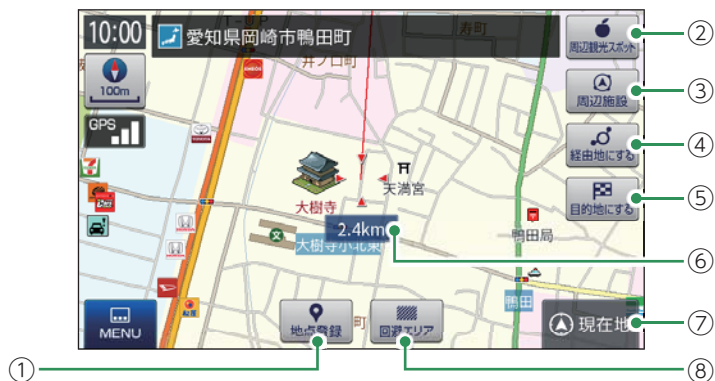 10:00
愛知県岡崎市鴨田町
T-UP
寿町
井ノ口町
周辺観光スポット
②
100m
周辺施設
③
GPS
経由地にする
④
天満宮
目的地にする
⑤
大樹寺
2.4km
⑥
鴨田局
大樹寺小北東
鴨田
MENU
地点登録
町
回避エリア
現在地
⑦
①
⑧